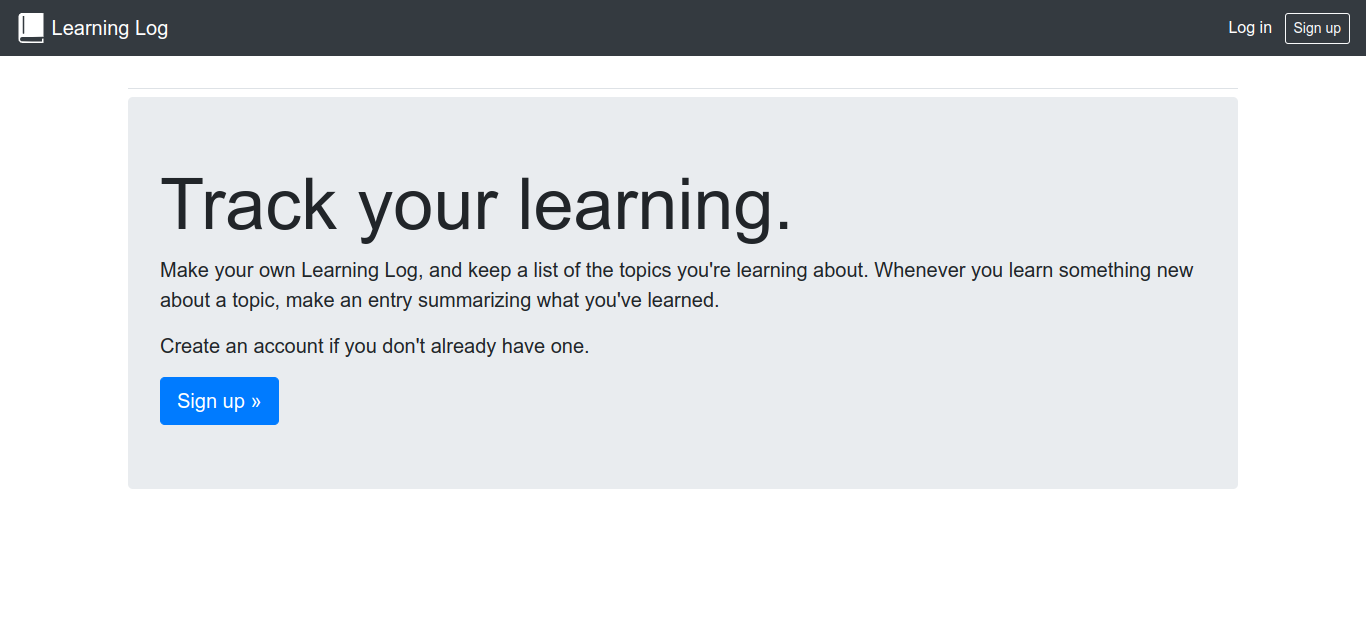 Learning Log
Log in
Sign up
Track your learning.
Make your own Learning Log, and keep a list of the topics you're learning about. Whenever you learn something new
about a topic, make an entry summarizing what you've learned.
Create an account if you don't already have one.
Sign up »